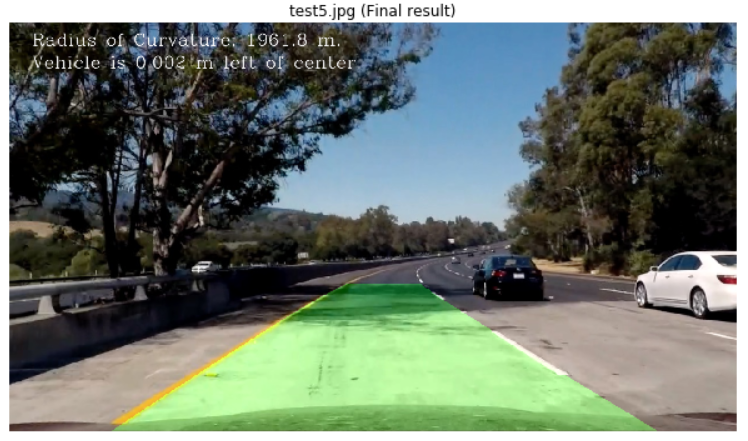 test5.jpg (Final result)
Radius of Curvature: 1961.8 m.
Vehicle is 0.002 m left of center